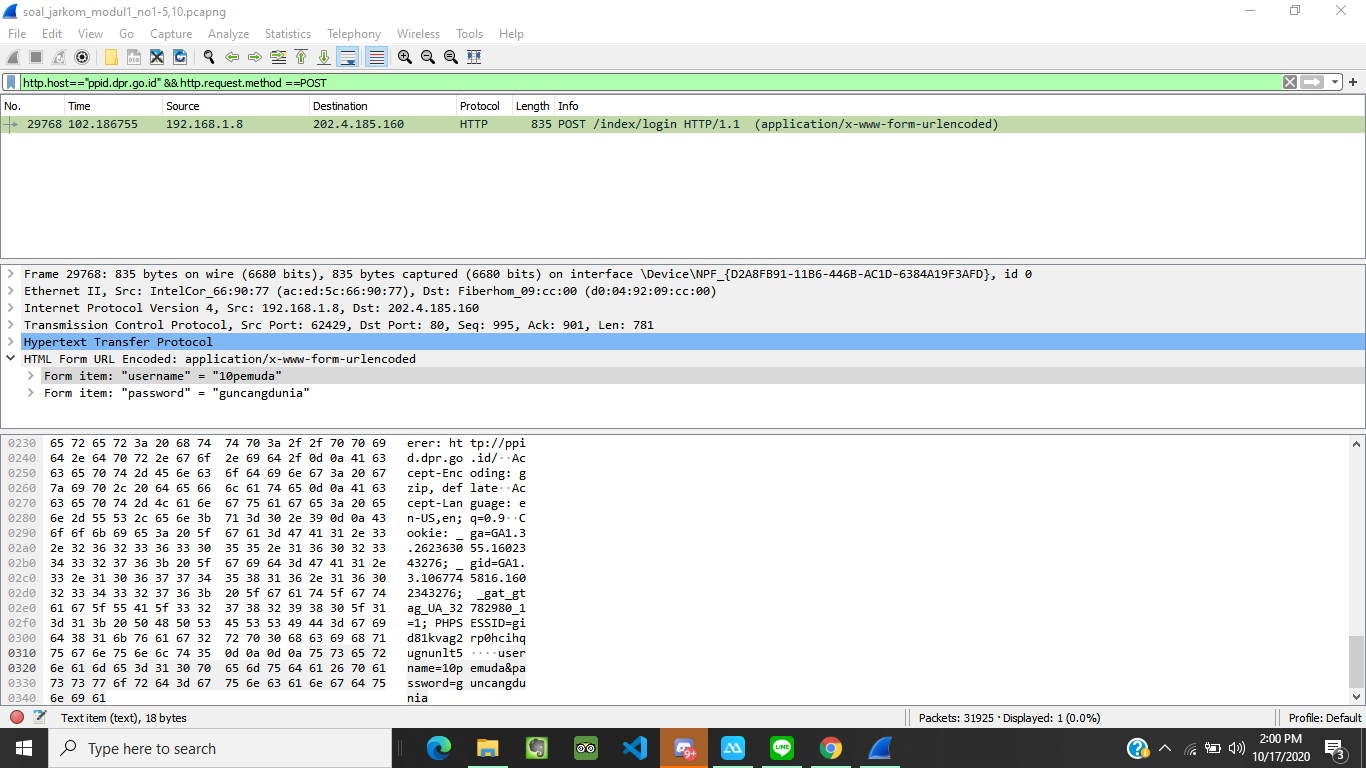 soal_jarkom_modul1_no1-5,10.pcapng
File Edit View Go Capture Analyze Statistics Telephony Wireless Tools Help
http.host=="ppid.dpr.go.id" && http.request.method ==POST
No. Time Source Destination Protocol Length Info
29768 102.186755 192.168.1.8 202.4.185.160 HTTP 835 POST /index/login HTTP/1.1 (application/x-www-form-urlencoded)
Frame 29768: 835 bytes on wire (6680 bits), 835 bytes captured (6680 bits) on interface \Device\NPF_{D2A8FB91-11B6-446B-AC1D-6384A19F3AFD}, id 0
Ethernet II, Src: IntelCor_66:90:77 (ac:ed:5c:66:90:77), Dst: Fiberhom_09:cc:00 (d0:04:92:09:cc:00)
Internet Protocol Version 4, Src: 192.168.1.8, Dst: 202.4.185.160
Transmission Control Protocol, Src Port: 62429, Dst Port: 80, Seq: 995, Ack: 901, Len: 781
Hypertext Transfer Protocol
HTML Form URL Encoded: application/x-www-form-urlencoded
Form item: "username" = "10pemuda"
Form item: "password" = "guncangdunia"
0230 65 72 65 72 3a 20 68 74 74 70 3a 2f 2f 70 70 69 erer: ht tp://ppi
0240 64 2e 64 70 72 2e 67 6f 2e 69 64 2f 0d 0a 41 63 d.dpr.go .id/··Ac
0250 63 65 70 74 2d 45 6e 63 6f 64 69 6e 67 3a 20 67 cept-Enc oding: g
0260 7a 69 70 2c 20 64 65 66 6c 61 74 65 0d 0a 41 63 zip, def late··Ac
0270 63 65 70 74 2d 4c 61 6e 67 75 61 67 65 3a 20 65 cept-Lan guage: e
0280 6e 2d 55 53 2c 65 6e 3b 71 3d 30 2e 39 0d 0a 43 n-US,en; q=0.9··C
0290 6f 6f 6b 69 65 3a 20 5f 67 61 3d 47 41 31 2e 33 ookie: _ ga=GA1.3
02a0 2e 32 36 32 33 36 33 30 35 35 2e 31 36 30 32 33 .2623630 55.16023
02b0 34 33 32 37 36 3b 20 5f 67 69 64 3d 47 41 31 2e 43276; _ gid=GA1.
02c0 33 2e 31 30 36 37 37 34 35 38 31 36 2e 31 36 30 3.106774 5816.160
02d0 32 33 34 33 32 37 36 3b 20 5f 67 61 74 5f 67 74 2343276; _gat_gt
02e0 61 67 5f 55 41 5f 33 32 37 38 32 39 38 30 5f 31 ag_UA_32 782980_1
02f0 3d 31 3b 20 50 48 50 53 45 53 53 49 44 3d 67 69 =1; PHPS ESSID=gi
0300 64 38 31 6b 76 61 67 32 72 70 30 68 63 69 68 71 d81kvag2 rp0hcihq
0310 75 67 6e 75 6e 6c 74 35 0d 0a 0d 0a 75 73 65 72 ugnunlt5 ····user
0320 6e 61 6d 65 3d 31 30 70 65 6d 75 64 61 26 70 61 name=10p emuda&pa
0330 73 73 77 6f 72 64 3d 67 75 6e 63 61 6e 67 64 75 ssword=g uncangdu
0340 6e 69 61 nia
Text item (text), 18 bytes Packets: 31925 · Displayed: 1 (0.0%) Profile: Default
Type here to search 9+ LINE 2:00 PM
10/17/2020 3